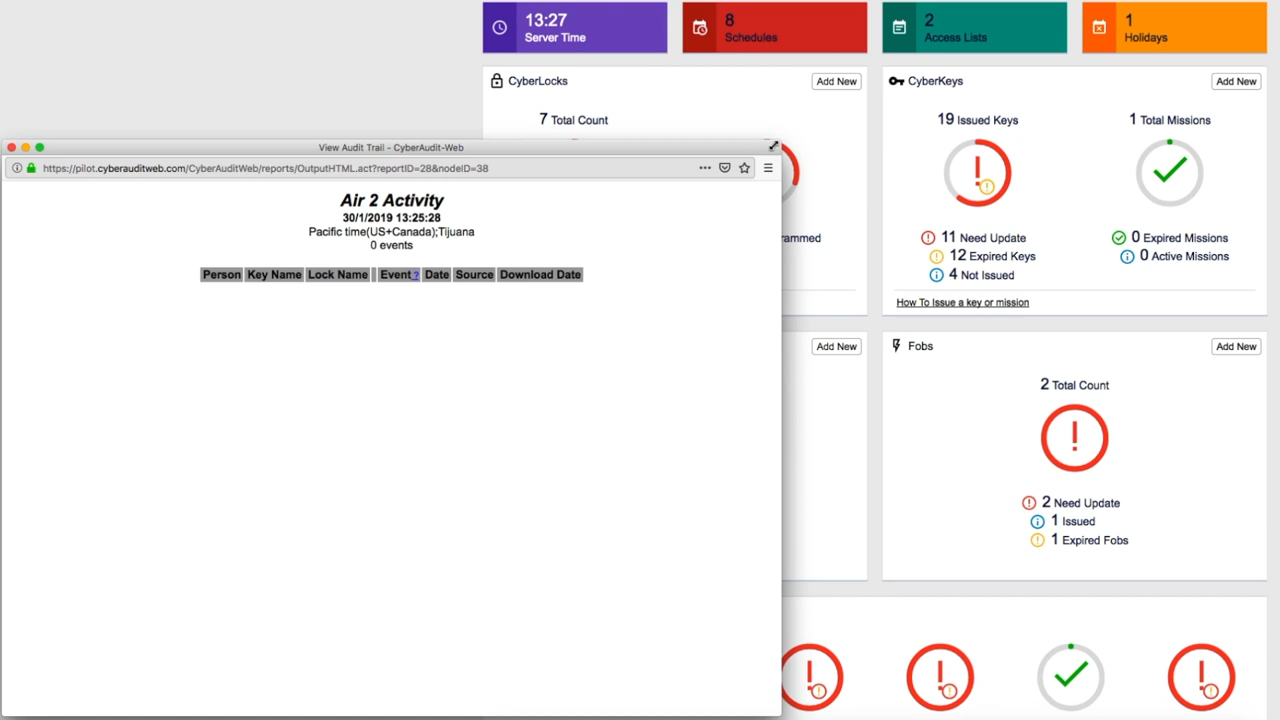 13:27
Server Time
8
Schedules
2
Access Lists
1
Holidays
CyberLocks
Add New
7 Total Count
CyberKeys
Add New
19 Issued Keys
1 Total Missions
11 Need Update
12 Expired Keys
4 Not Issued
0 Expired Missions
0 Active Missions
How To Issue a key or mission
rammed
Add New
Fobs
Add New
2 Total Count
2 Need Update
1 Issued
1 Expired Fobs
View Audit Trail - CyberAudit-Web
https://pilot.cyberauditweb.com/CyberAuditWeb/reports/OutputHTML.act?reportID=28&nodeID=38
Air 2 Activity
30/1/2019 13:25:28
Pacific time(US+Canada);Tijuana
0 events
Person Key Name Lock Name Event ? Date Source Download Date